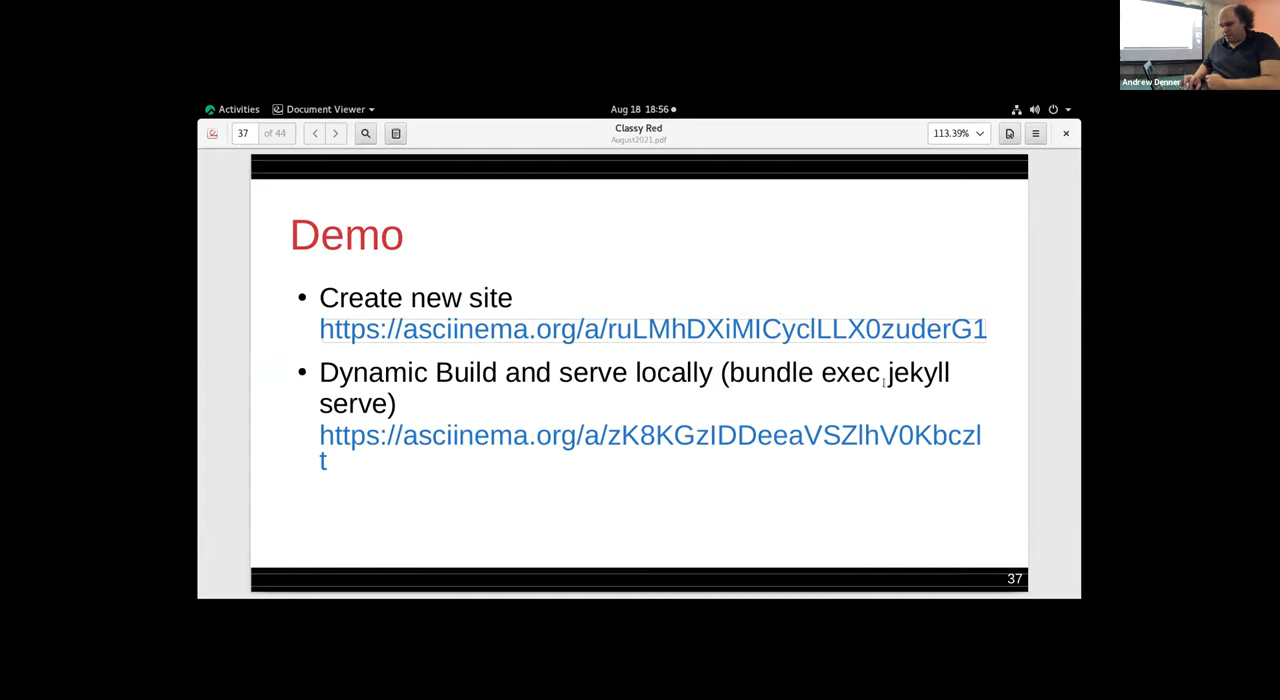 Andrew Denner
Activities Document Viewer Aug 18 18:56
37 of 44 Classy Red 113.39%
August2021.pdf
Demo
• Create new site
https://asciinema.org/a/ruLMhDXiMICyclLLX0zuderG1
• Dynamic Build and serve locally (bundle exec jekyll
serve)
https://asciinema.org/a/zK8KGzIDDeeaVSZlhV0Kbczl
t
37